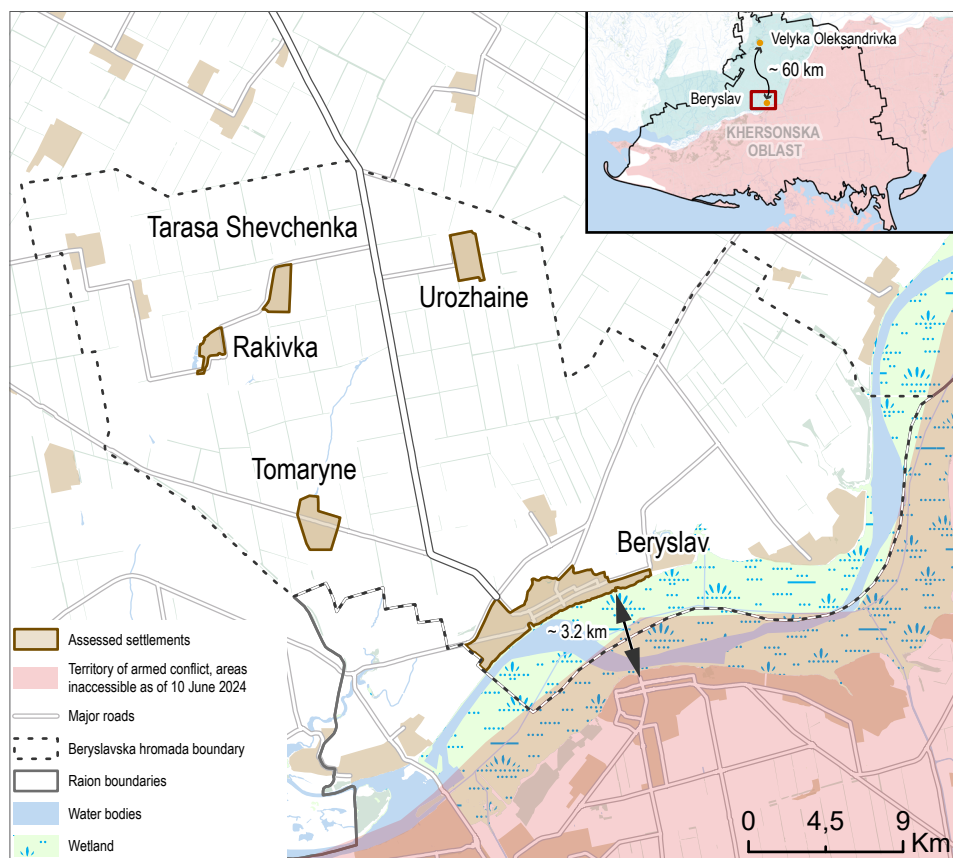 Velyka Oleksandrivka
~ 60 km
Beryslav
KHERSONSKA
OBLAST
Tarasa Shevchenka
Urozhaine
Rakivka
Tomaryne
Beryslav
~ 3.2 km
Assessed settlements
Territory of armed conflict, areas
inaccessible as of 10 June 2024
Major roads
Beryslavska hromada boundary
Raion boundaries
Water bodies
Wetland
0 4,5 9
Km